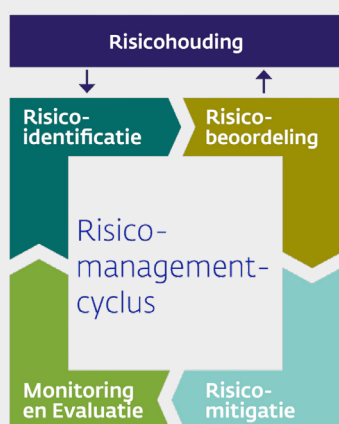 Risicohouding
Risico-
identificatie
Risico-
beoordeling
Risico-
management-
cyclus
Monitoring
en Evaluatie
Risico-
mitigatie